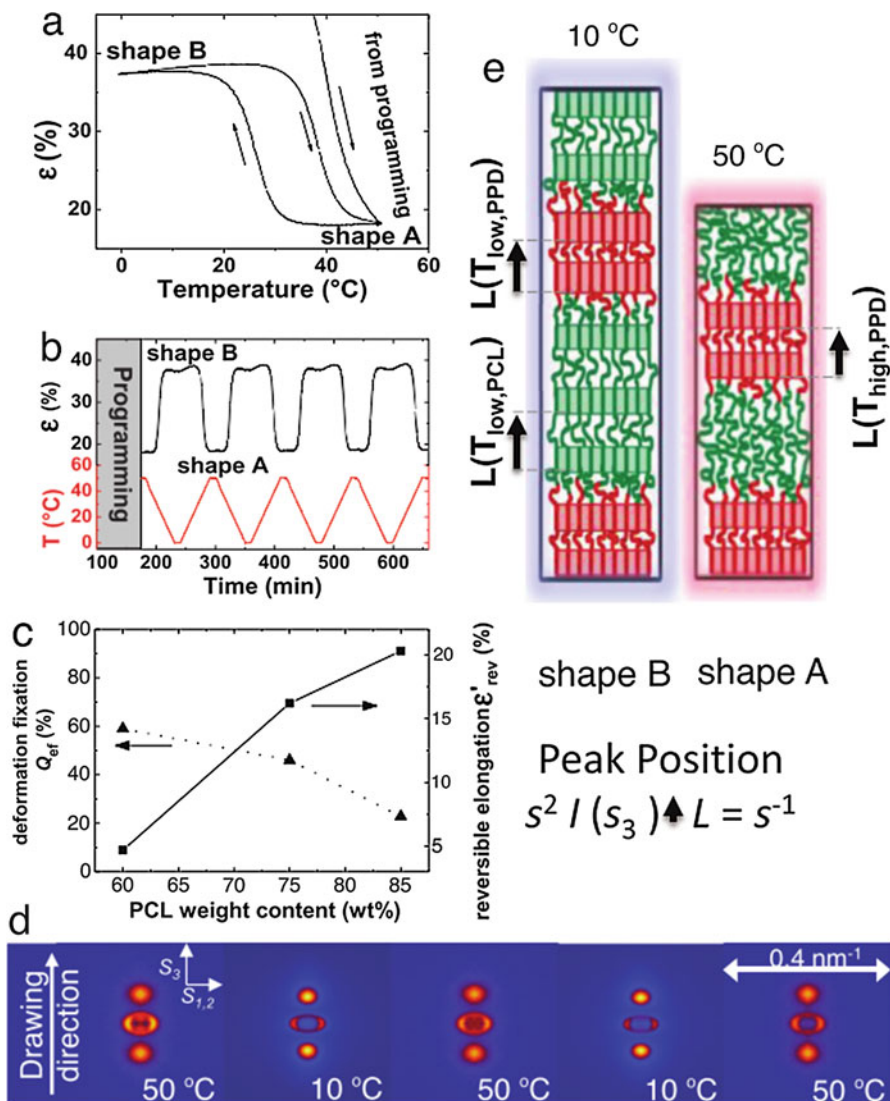 a
shape B
from programming
shape A
ε (%)
40
30
20
0 20 40 60
Temperature (°C)
b
Programming
shape B
shape A
ε (%)
40
30
20
T (°C)
60
40
20
0
100 200 300 400 500 600
Time (min)
c
deformation fixation
Q_ef (%)
100
80
60
40
20
0
reversible elongation ε'_rev (%)
20
15
10
5
60 65 70 75 80 85
PCL weight content (wt%)
e
10 °C
50 °C
L(T_low,PPD)
L(T_low,PCL)
L(T_high,PPD)
shape B shape A
Peak Position
s² I (s₃) L = s⁻¹
d
Drawing
direction
S₃
S₁,₂
0.4 nm⁻¹
50 °C 10 °C 50 °C 10 °C 50 °C